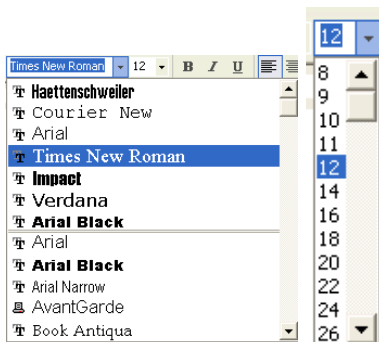 Times New Roman 12 B I U
Haettenschweiler
Courier New
Arial
Times New Roman
Impact
Verdana
Arial Black
Arial
Arial Black
Arial Narrow
AvantGarde
Book Antiqua
12
8
9
10
11
12
14
16
18
20
22
24
26